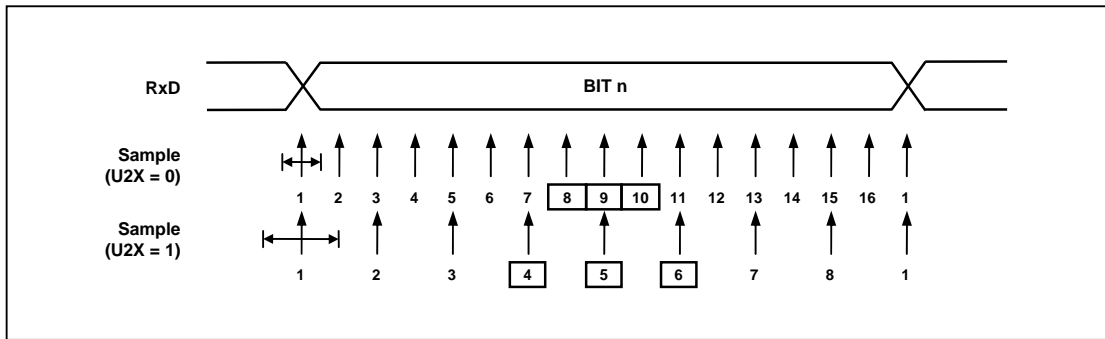 RxD BIT n
Sample
(U2X = 0)
1 2 3 4 5 6 7 8 9 10 11 12 13 14 15 16 1
Sample
(U2X = 1)
1 2 3 4 5 6 7 8 1